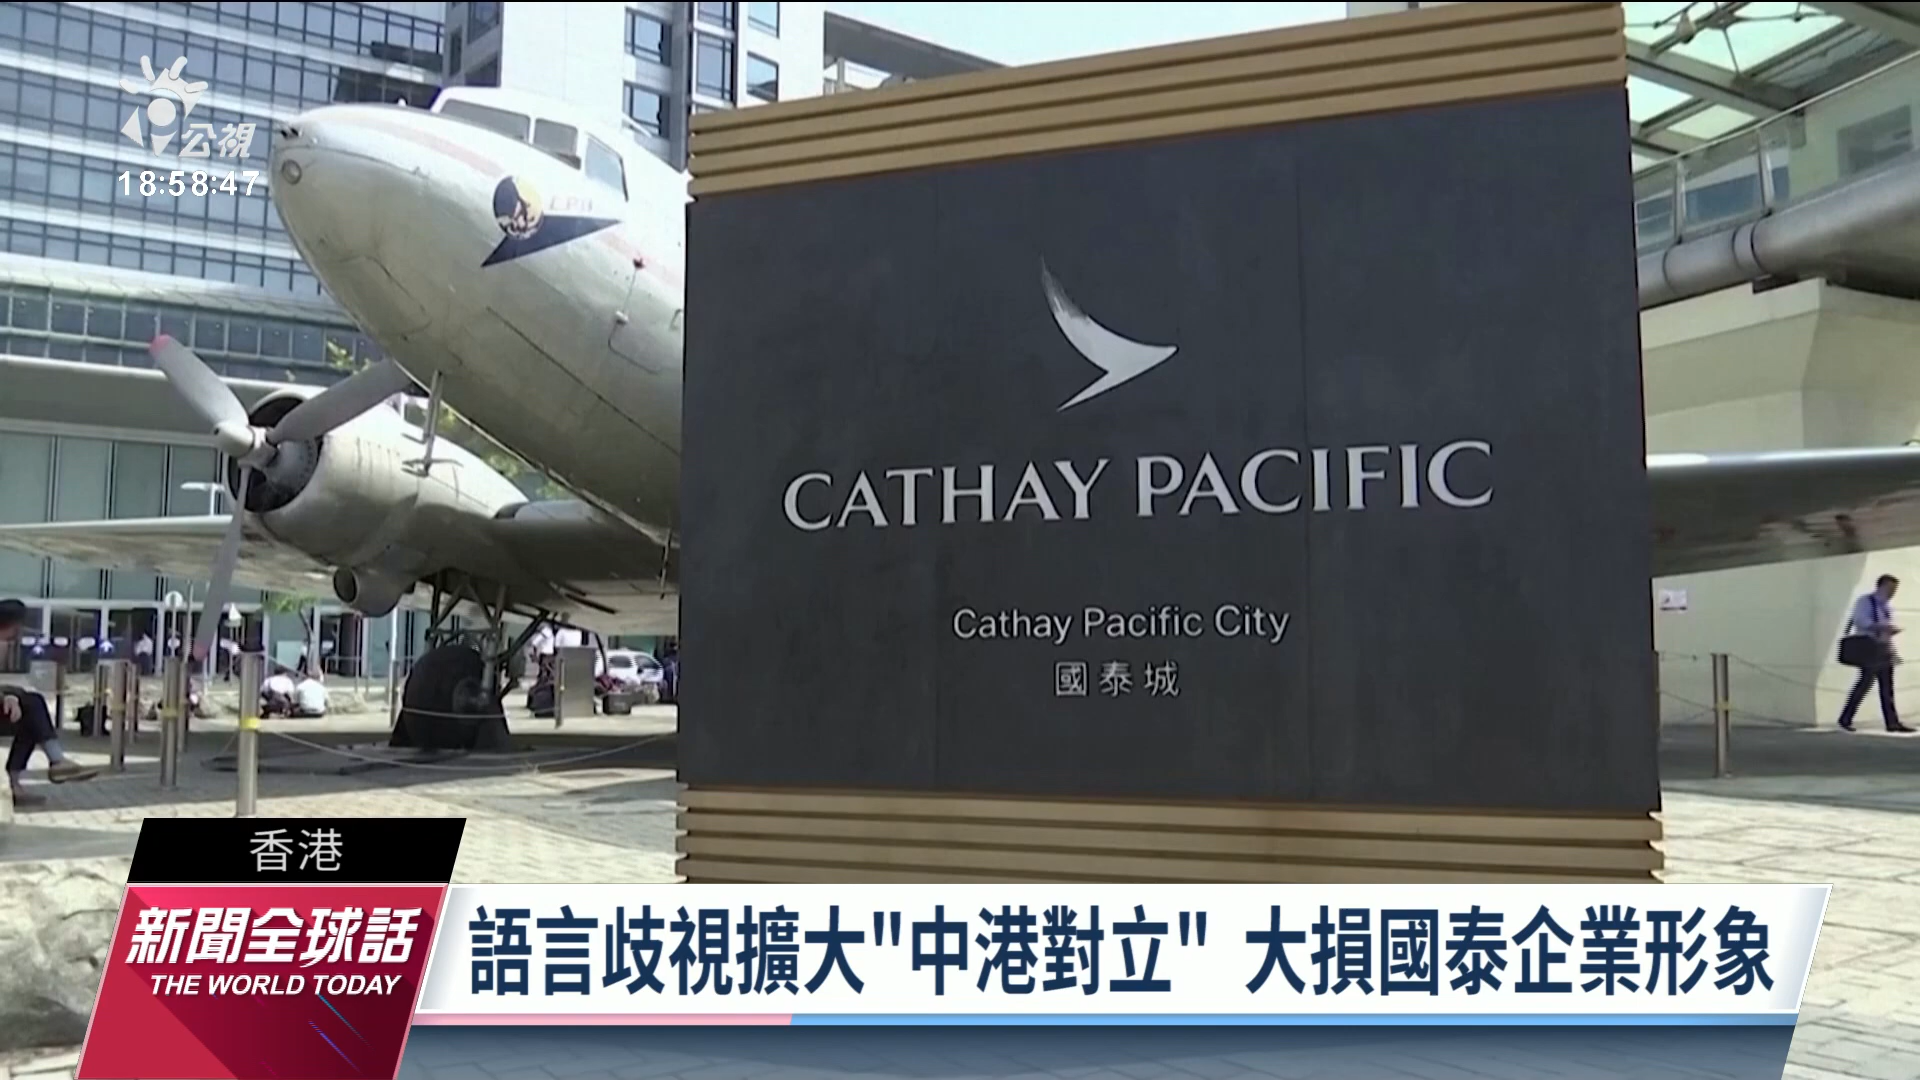 公視
18:58:47
CPA
CATHAY PACIFIC
Cathay Pacific City
國泰城
香港
新聞全球話
THE WORLD TODAY
語言歧視擴大"中港對立" 大損國泰企業形象